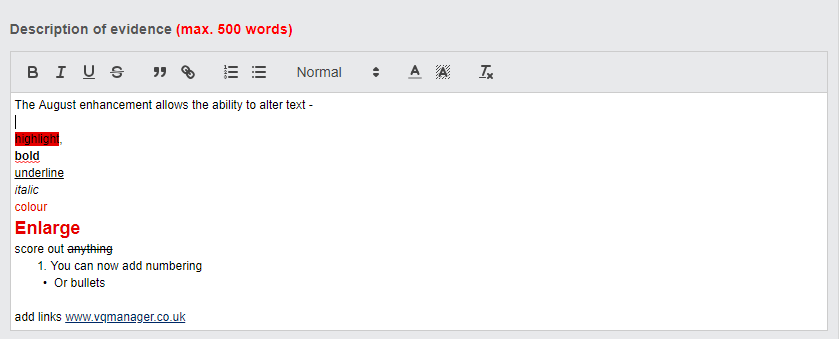 Description of evidence (max. 500 words)
B I U S Normal A A Tx
The August enhancement allows the ability to alter text -
highlight,
bold
underline
italic
colour
Enlarge
score out anything
1. You can now add numbering
• Or bullets
add links www.vqmanager.co.uk